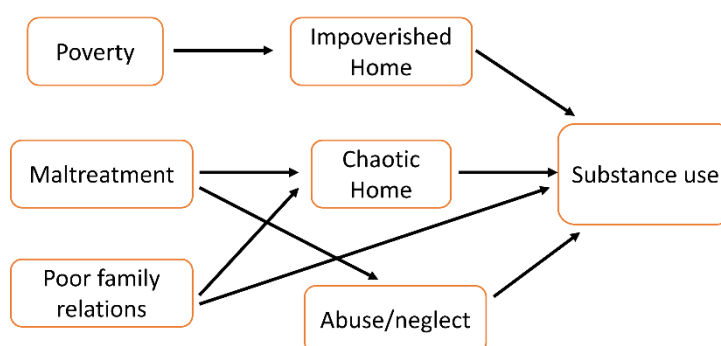 Poverty
Impoverished
Home
Maltreatment
Chaotic
Home
Substance use
Poor family
relations
Abuse/neglect